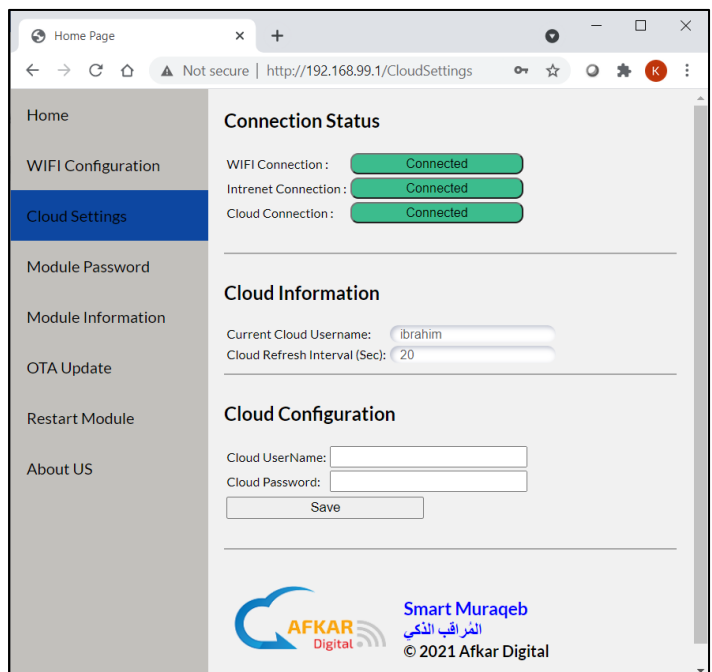 Home Page
Not secure | http://192.168.99.1/CloudSettings
K
Home
WIFI Configuration
Cloud Settings
Module Password
Module Information
OTA Update
Restart Module
About US
Connection Status
WIFI Connection : Connected
Intrenet Connection : Connected
Cloud Connection : Connected
Cloud Information
Current Cloud Username: ibrahim
Cloud Refresh Interval (Sec): 20
Cloud Configuration
Cloud UserName:
Cloud Password:
Save
AFKAR
Digital
Smart Muraqeb
المُراقب الذكي
© 2021 Afkar Digital